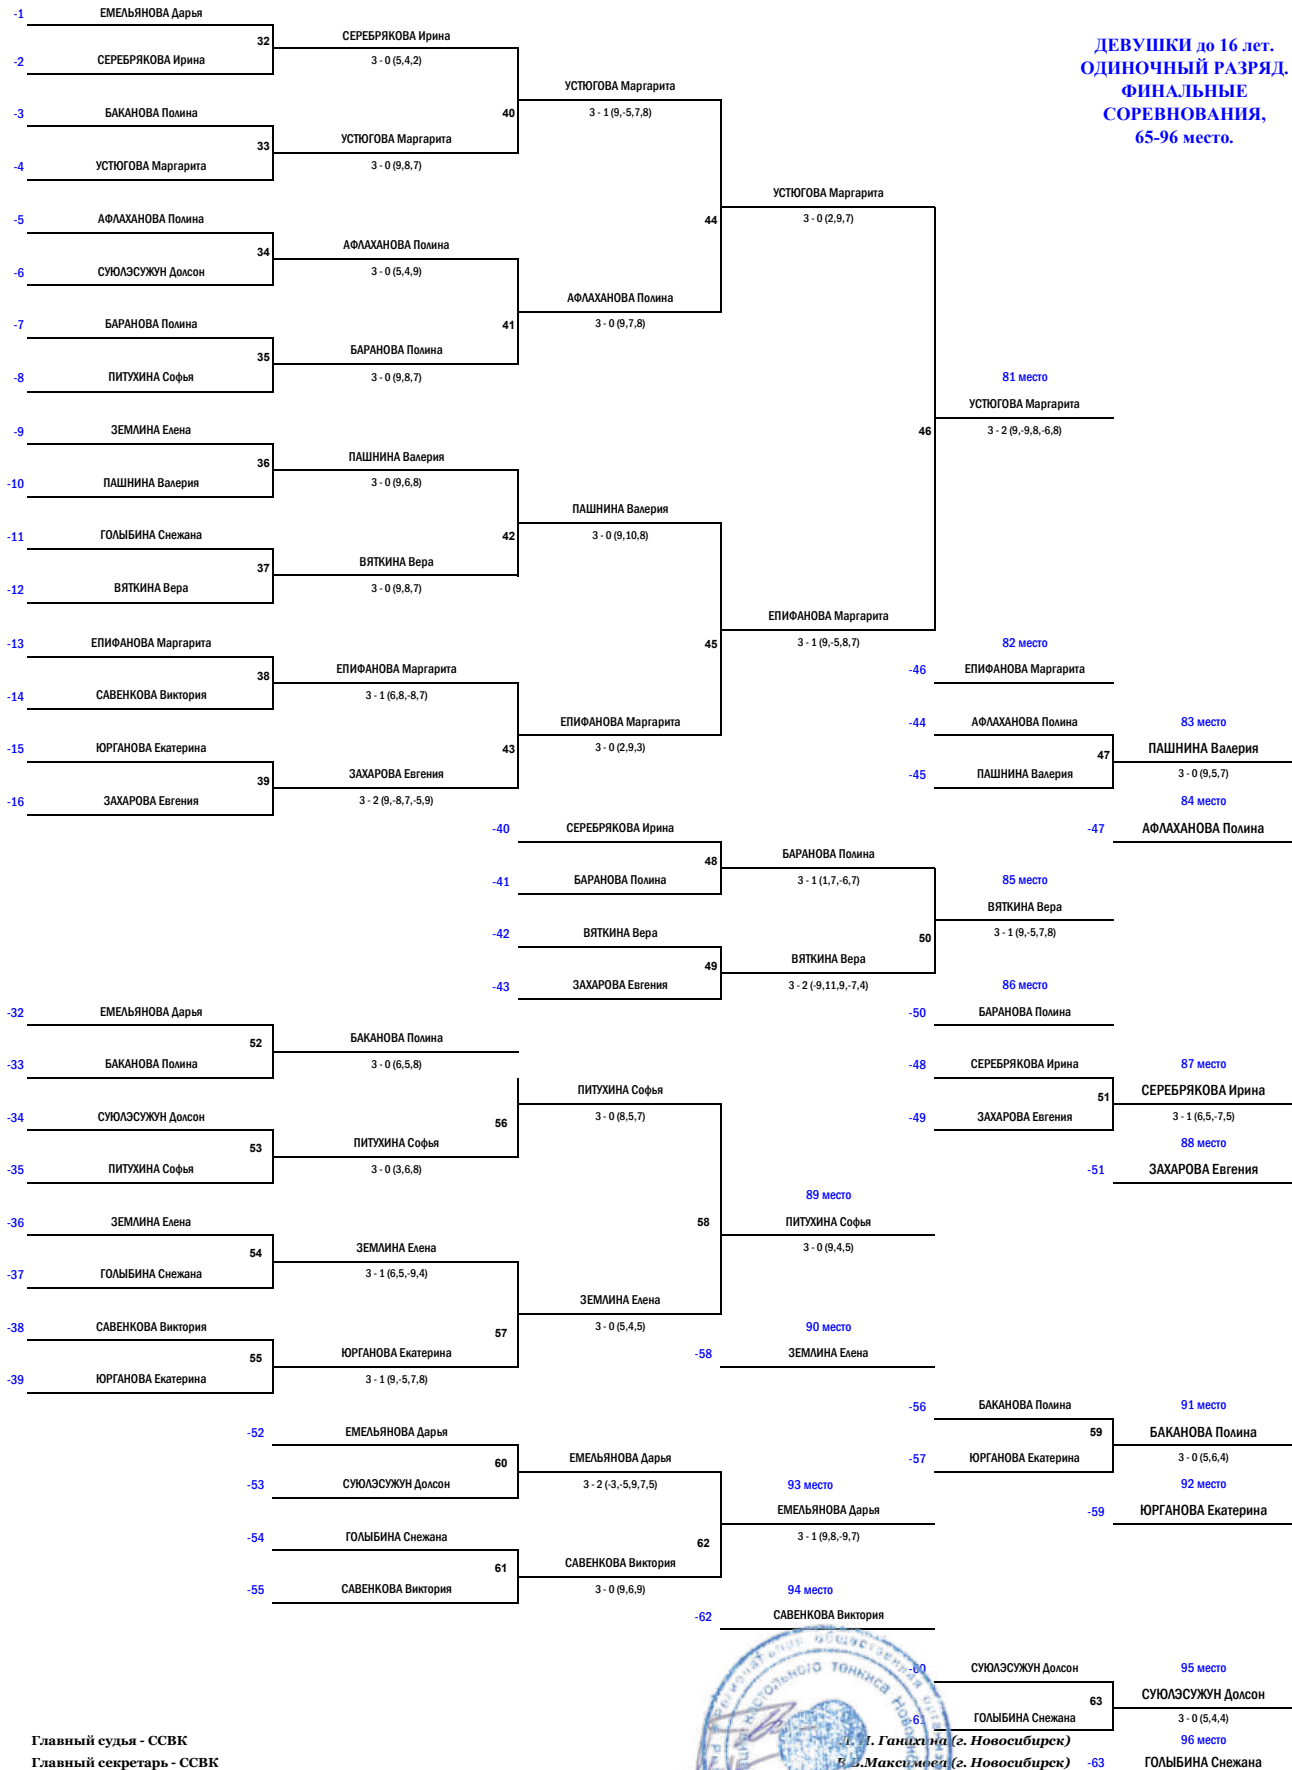 ДЕВУШКИ до 16 лет.
ОДИНОЧНЫЙ РАЗРЯД.
ФИНАЛЬНЫЕ
СОРЕВНОВАНИЯ,
65-96 место.
-1 ЕМЕЛЬЯНОВА Дарья
32 СЕРЕБРЯКОВА Ирина
-2 СЕРЕБРЯКОВА Ирина 3 - 0 (5,4,2)
УСТЮГОВА Маргарита
-3 БАКАНОВА Полина 40 3 - 1 (9,-5,7,8)
33 УСТЮГОВА Маргарита
-4 УСТЮГОВА Маргарита 3 - 0 (9,8,7)
УСТЮГОВА Маргарита
-5 АФЛАХАНОВА Полина 44 3 - 0 (2,9,7)
34 АФЛАХАНОВА Полина
-6 СУЮЛЭСУЖУН Долсон 3 - 0 (5,4,9)
АФЛАХАНОВА Полина
-7 БАРАНОВА Полина 41 3 - 0 (9,7,8)
35 БАРАНОВА Полина
-8 ПИТУХИНА Софья 3 - 0 (9,8,7) 81 место
УСТЮГОВА Маргарита
-9 ЗЕМЛИНА Елена 46 3 - 2 (9,-9,8,-6,8)
36 ПАШНИНА Валерия
-10 ПАШНИНА Валерия 3 - 0 (9,6,8)
ПАШНИНА Валерия
-11 ГОЛЫБИНА Снежана 42 3 - 0 (9,10,8)
37 ВЯТКИНА Вера
-12 ВЯТКИНА Вера 3 - 0 (9,8,7)
ЕПИФАНОВА Маргарита
-13 ЕПИФАНОВА Маргарита 45 3 - 1 (9,-5,8,7) 82 место
38 ЕПИФАНОВА Маргарита -46 ЕПИФАНОВА Маргарита
-14 САВЕНКОВА Виктория 3 - 1 (6,8,-8,7)
ЕПИФАНОВА Маргарита -44 АФЛАХАНОВА Полина 83 место
-15 ЮРГАНОВА Екатерина 43 3 - 0 (2,9,3) 47 ПАШНИНА Валерия
39 ЗАХАРОВА Евгения -45 ПАШНИНА Валерия 3 - 0 (9,5,7)
-16 ЗАХАРОВА Евгения 3 - 2 (9,-8,7,-5,9) 84 место
-40 СЕРЕБРЯКОВА Ирина -47 АФЛАХАНОВА Полина
48 БАРАНОВА Полина
-41 БАРАНОВА Полина 3 - 1 (1,7,-6,7) 85 место
ВЯТКИНА Вера
-42 ВЯТКИНА Вера 50 3 - 1 (9,-5,7,8)
49 ВЯТКИНА Вера
-43 ЗАХАРОВА Евгения 3 - 2 (-9,11,9,-7,4) 86 место
-32 ЕМЕЛЬЯНОВА Дарья -50 БАРАНОВА Полина
52 БАКАНОВА Полина
-33 БАКАНОВА Полина 3 - 0 (6,5,8) -48 СЕРЕБРЯКОВА Ирина 87 место
ПИТУХИНА Софья 51 СЕРЕБРЯКОВА Ирина
-34 СУЮЛЭСУЖУН Долсон 56 3 - 0 (8,5,7) -49 ЗАХАРОВА Евгения 3 - 1 (6,5,-7,5)
53 ПИТУХИНА Софья 88 место
-35 ПИТУХИНА Софья 3 - 0 (3,6,8) -51 ЗАХАРОВА Евгения
89 место
-36 ЗЕМЛИНА Елена 58 ПИТУХИНА Софья
54 ЗЕМЛИНА Елена 3 - 0 (9,4,5)
-37 ГОЛЫБИНА Снежана 3 - 1 (6,5,-9,4)
ЗЕМЛИНА Елена
-38 САВЕНКОВА Виктория 57 3 - 0 (5,4,5) 90 место
55 ЮРГАНОВА Екатерина -58 ЗЕМЛИНА Елена
-39 ЮРГАНОВА Екатерина 3 - 1 (9,-5,7,8)
-56 БАКАНОВА Полина 91 место
-52 ЕМЕЛЬЯНОВА Дарья 59 БАКАНОВА Полина
60 ЕМЕЛЬЯНОВА Дарья -57 ЮРГАНОВА Екатерина 3 - 0 (5,6,4)
-53 СУЮЛЭСУЖУН Долсон 3 - 2 (-3,-5,9,7,5) 93 место 92 место
ЕМЕЛЬЯНОВА Дарья -59 ЮРГАНОВА Екатерина
-54 ГОЛЫБИНА Снежана 62 3 - 1 (9,8,-9,7)
61 САВЕНКОВА Виктория
-55 САВЕНКОВА Виктория 3 - 0 (9,6,9) 94 место
-62 САВЕНКОВА Виктория
-60 СУЮЛЭСУЖУН Долсон 95 место
63 СУЮЛЭСУЖУН Долсон
-61 ГОЛЫБИНА Снежана 3 - 0 (5,4,4)
Главный судья - ССВК Ганихина (г. Новосибирск) 96 место
Главный секретарь - ССВК В.В.Максимова (г. Новосибирск) -63 ГОЛЫБИНА Снежана